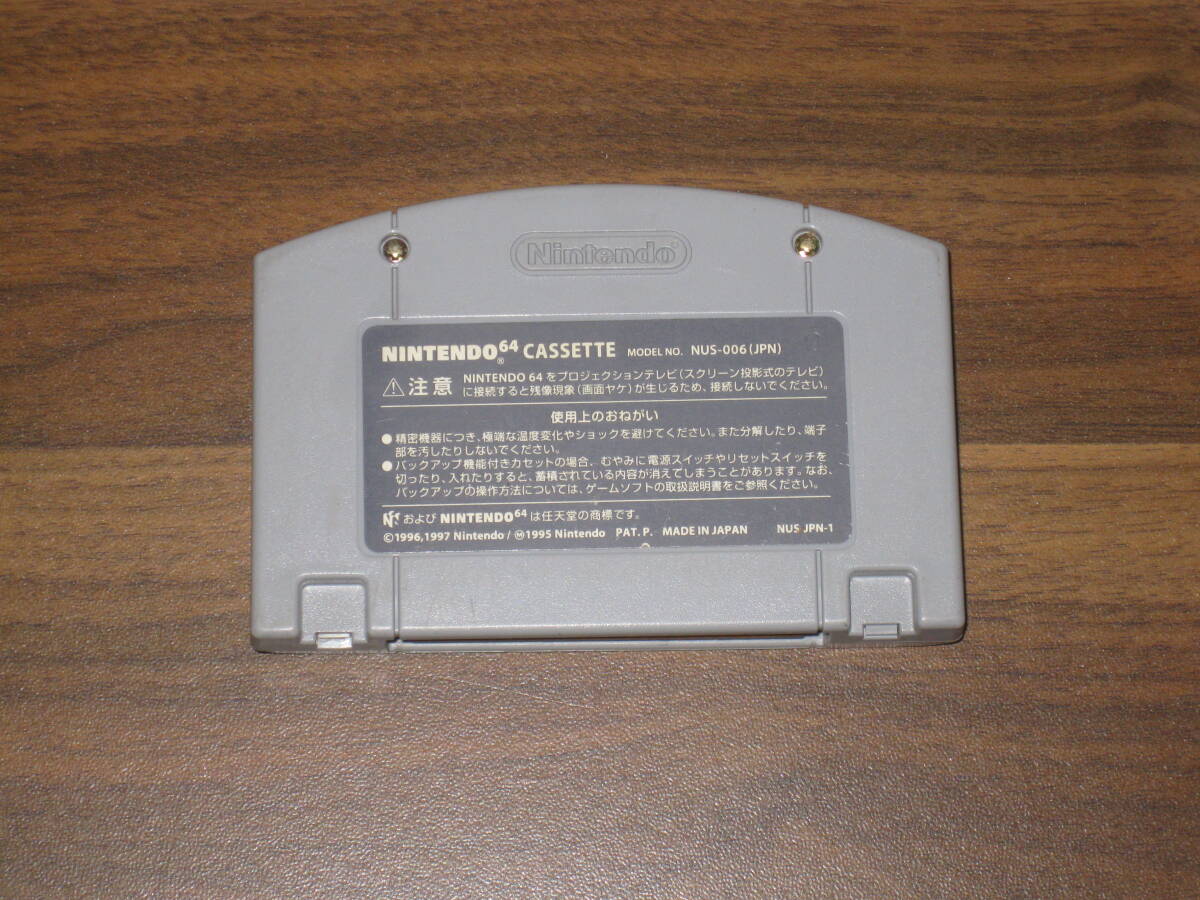 Nintendo®
NINTENDO64® CASSETTE MODEL NO. NUS-006(JPN)
⚠注意 NINTENDO 64をプロジェクションテレビ(スクリーン投影式のテレビ)
に接続すると残像現象(画面ヤケ)が生じるため、接続しないでください。
使用上のおねがい
●精密機器につき、極端な温度変化やショックを避けてください。また分解したり、端子
部を汚したりしないでください。
●バックアップ機能付きカセットの場合、むやみに電源スイッチやリセットスイッチを
切ったり、入れたりすると、蓄積されている内容が消えてしまうことがあります。なお、
バックアップの操作方法については、ゲームソフトの取扱説明書をご参照ください。
および NINTENDO64は任天堂の商標です。
©1996,1997 Nintendo / Ⓜ1995 Nintendo PAT. P. MADE IN JAPAN NUS JPN-1